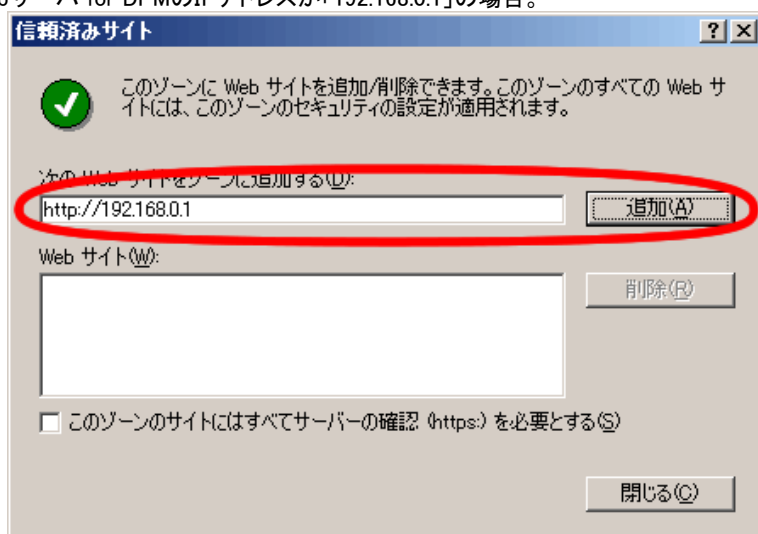 サーバ for DPMのIPアドレスが「192.168.0.1」の場合。
信頼済みサイト
このゾーンに Web サイトを追加/削除できます。このゾーンのすべての Web サ
イトには、このゾーンのセキュリティの設定が適用されます。
次の Web サイトをゾーンに追加する(D):
http://192.168.0.1
追加(A)
Web サイト(W):
削除(R)
このゾーンのサイトにはすべてサーバーの確認 (https:) を必要とする(S)
閉じる(C)